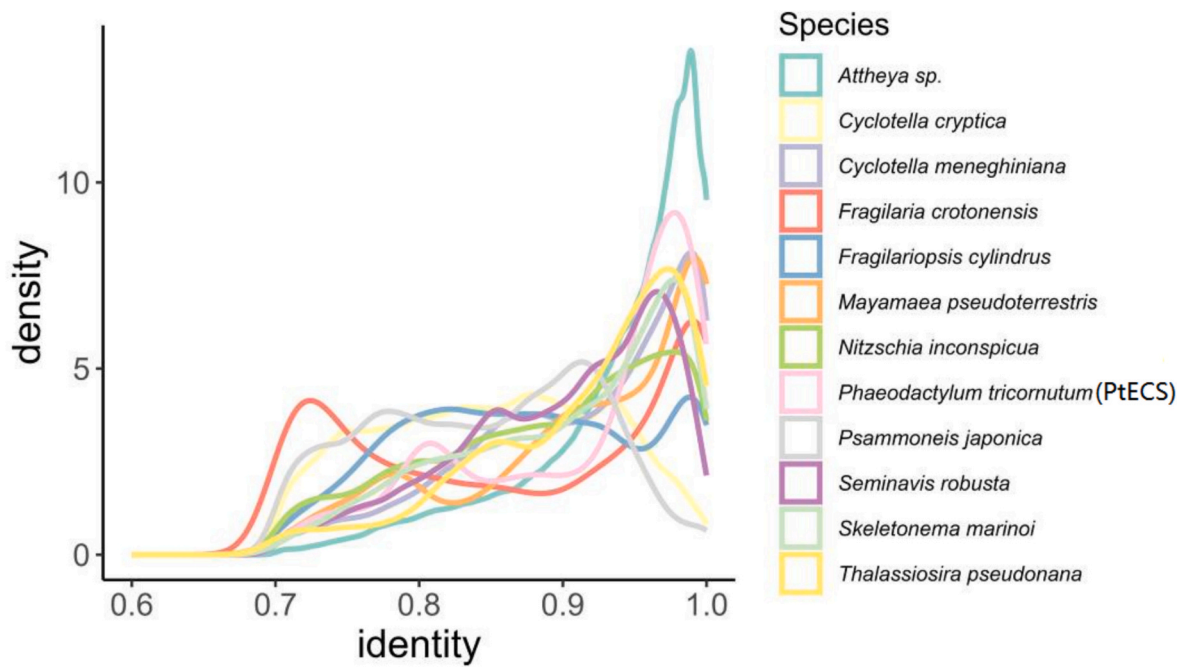 Species
Attheya sp.
Cyclotella cryptica
Cyclotella meneghiniana
Fragilaria crotonensis
Fragilariopsis cylindrus
Mayamaea pseudoterrestris
Nitzschia inconspicua
Phaeodactylum tricornutum(PtECS)
Psammoneis japonica
Seminavis robusta
Skeletonema marinoi
Thalassiosira pseudonana
density
10
5
0
0.6 0.7 0.8 0.9 1.0
identity